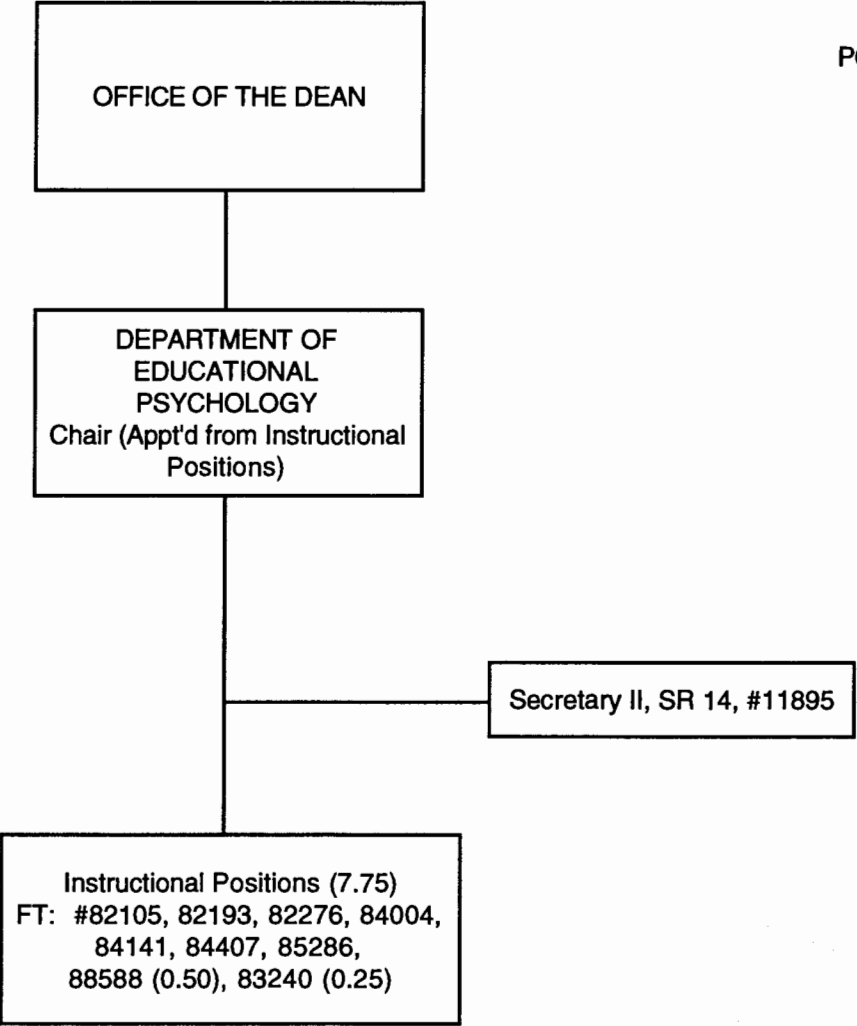 OFFICE OF THE DEAN
DEPARTMENT OF
EDUCATIONAL
PSYCHOLOGY
Chair (Appt'd from Instructional
Positions)
Secretary II, SR 14, #11895
Instructional Positions (7.75)
FT: #82105, 82193, 82276, 84004,
84141, 84407, 85286,
88588 (0.50), 83240 (0.25)